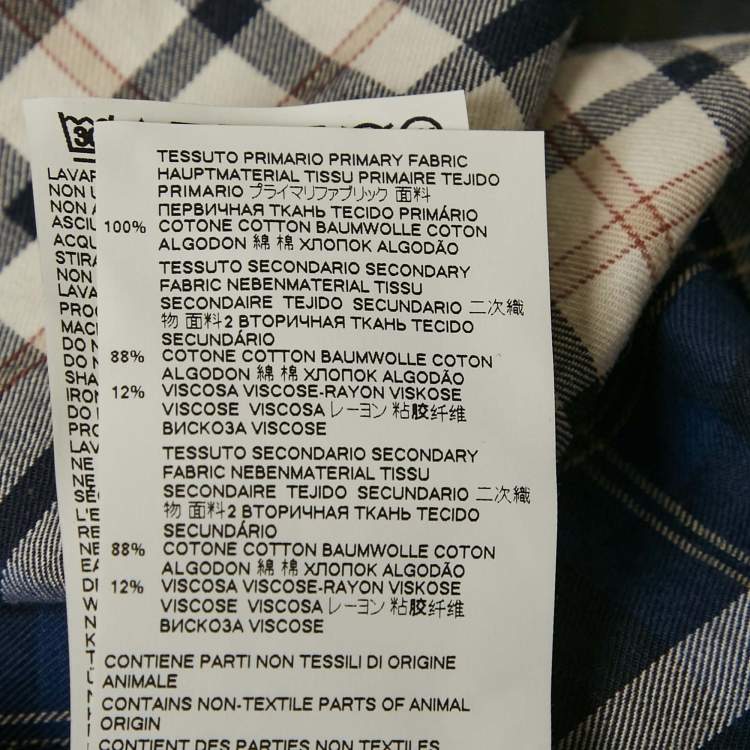 TESSUTO PRIMARIO PRIMARY FABRIC
HAUPTMATERIAL TISSU PRIMAIRE TEJIDO
PRIMARIO プライマリファブリック 面料
ПЕРВИЧНАЯ ТКАНЬ TECIDO PRIMÁRIO
100% COTONE COTTON BAUMWOLLE COTON
ALGODON 綿 棉 ХЛОПОК ALGODÃO
TESSUTO SECONDARIO SECONDARY
FABRIC NEBENMATERIAL TISSU
SECONDAIRE TEJIDO SECUNDARIO 二次織
物 面料2 ВТОРИЧНАЯ ТКАНЬ TECIDO
SECUNDÁRIO
88% COTONE COTTON BAUMWOLLE COTON
ALGODON 綿 棉 ХЛОПОК ALGODÃO
12% VISCOSA VISCOSE-RAYON VISKOSE
VISCOSE VISCOSA レーヨン 粘胶纤维
ВИСКОЗА VISCOSE
TESSUTO SECONDARIO SECONDARY
FABRIC NEBENMATERIAL TISSU
SECONDAIRE TEJIDO SECUNDARIO 二次織
物 面料2 ВТОРИЧНАЯ ТКАНЬ TECIDO
SECUNDÁRIO
88% COTONE COTTON BAUMWOLLE COTON
ALGODON 綿 棉 ХЛОПОК ALGODÃO
12% VISCOSA VISCOSE-RAYON VISKOSE
VISCOSE VISCOSA レーヨン 粘胶纤维
ВИСКОЗА VISCOSE
CONTIENE PARTI NON TESSILI DI ORIGINE
ANIMALE
CONTAINS NON-TEXTILE PARTS OF ANIMAL
ORIGIN
CONTIENT DES PARTIES NON TEXTILES